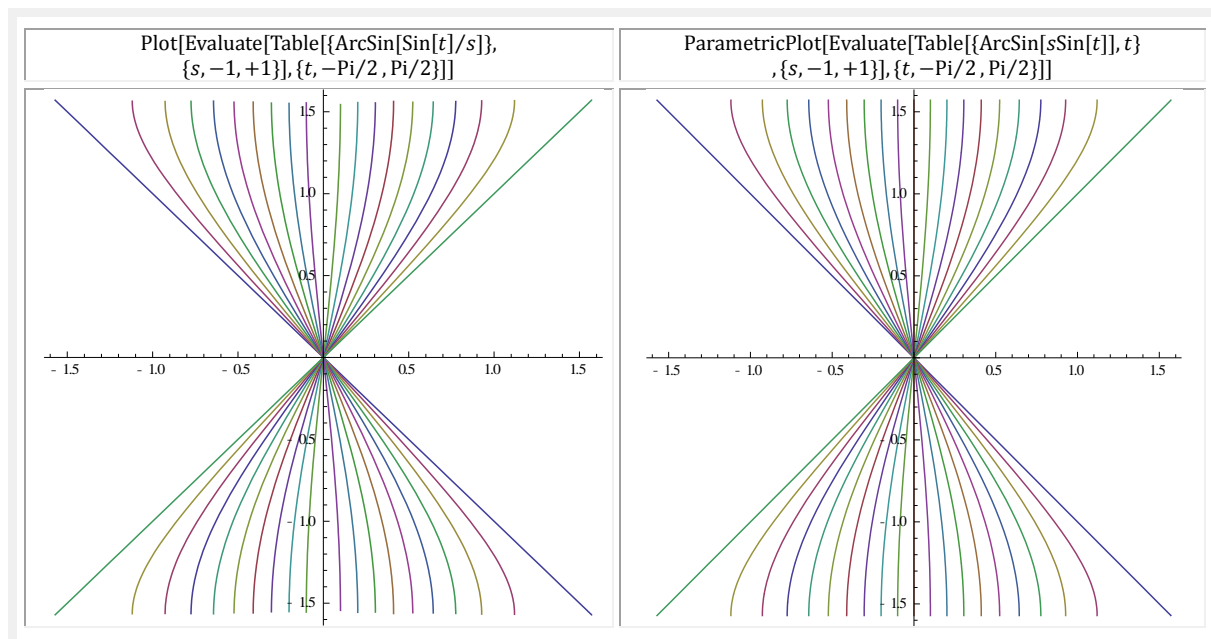 Plot[Evaluate[Table[{ArcSin[Sin[t]/s]},
{s, −1, +1}],{t, −Pi/2 , Pi/2}]]
ParametricPlot[Evaluate[Table[{ArcSin[sSin[t]], t}
,{s, −1, +1}],{t, −Pi/2 , Pi/2}]]
1.5
1.0
0.5
- 1.5 - 1.0 - 0.5 0.5 1.0 1.5
- 0.5
- 1.0
- 1.5
1.5
1.0
0.5
- 1.5 - 1.0 - 0.5 0.5 1.0 1.5
- 0.5
- 1.0
- 1.5